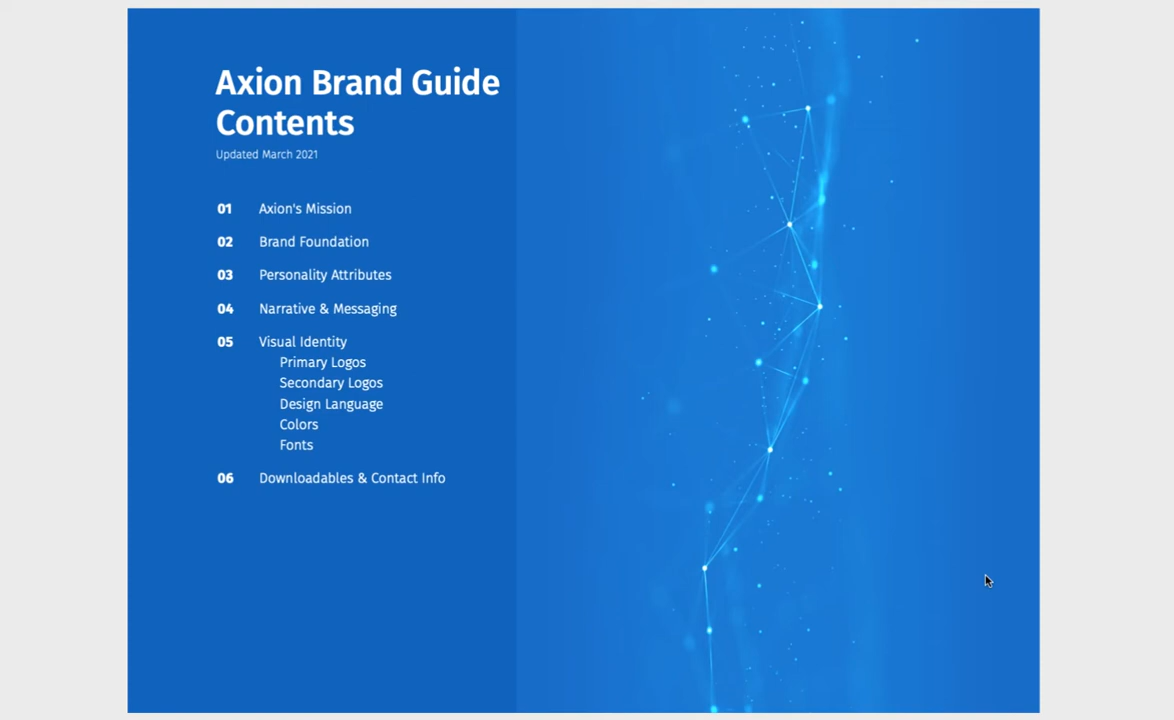 Axion Brand Guide
Contents
Updated March 2021
01 Axion's Mission
02 Brand Foundation
03 Personality Attributes
04 Narrative & Messaging
05 Visual Identity
Primary Logos
Secondary Logos
Design Language
Colors
Fonts
06 Downloadables & Contact Info